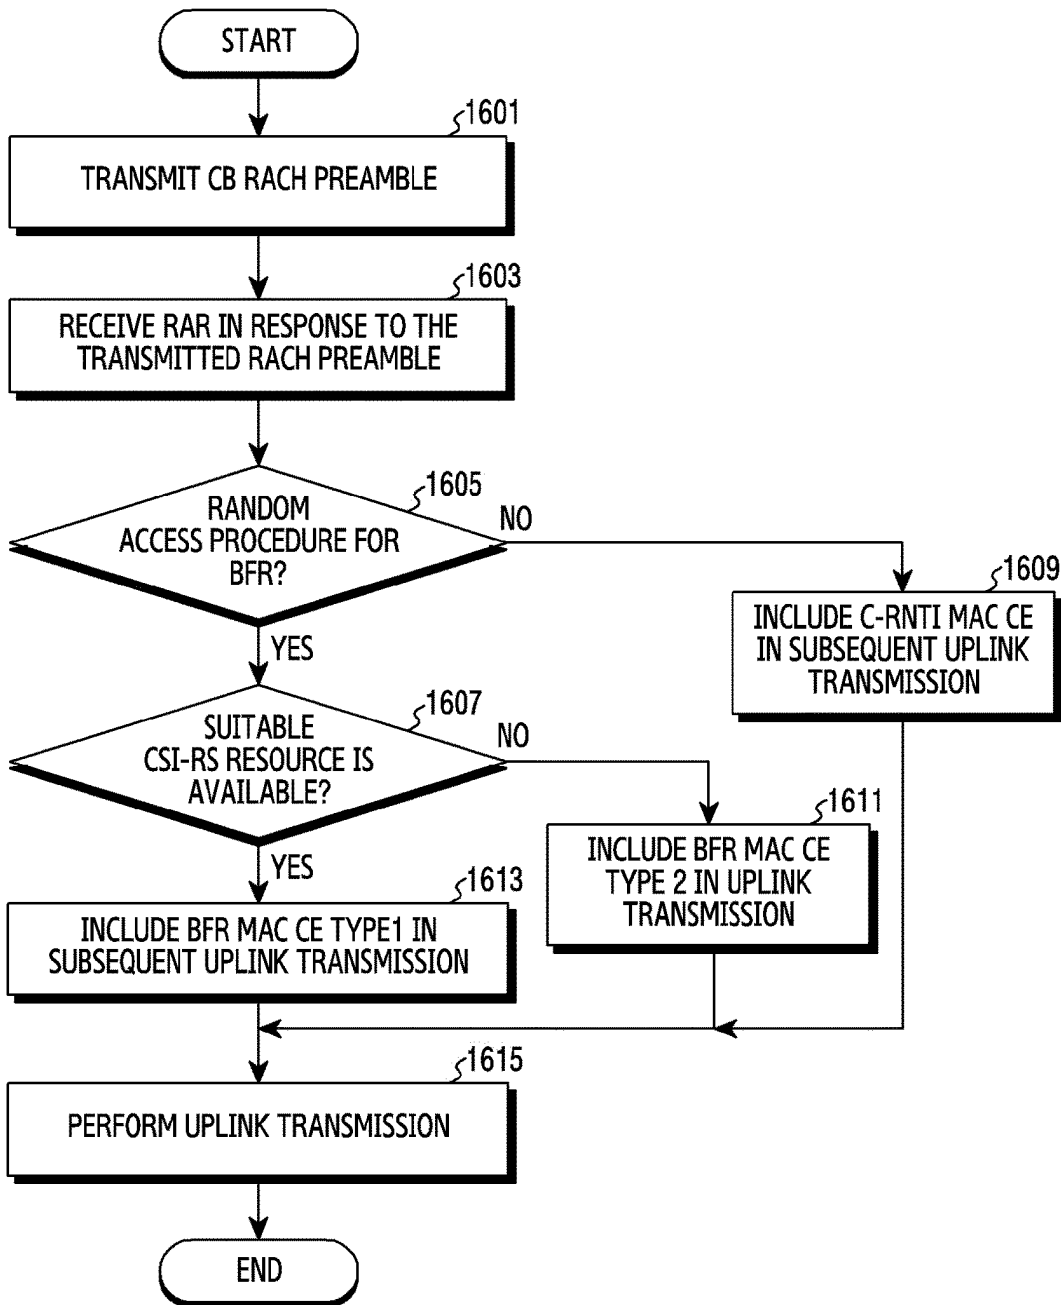 START
1601
TRANSMIT CB RACH PREAMBLE
1603
RECEIVE RAR IN RESPONSE TO THE
TRANSMITTED RACH PREAMBLE
1605
RANDOM
ACCESS PROCEDURE FOR
BFR?
NO
YES
1609
INCLUDE C-RNTI MAC CE
IN SUBSEQUENT UPLINK
TRANSMISSION
1607
SUITABLE
CSI-RS RESOURCE IS
AVAILABLE?
NO
YES
1611
INCLUDE BFR MAC CE
TYPE 2 IN UPLINK
TRANSMISSION
1613
INCLUDE BFR MAC CE TYPE1 IN
SUBSEQUENT UPLINK TRANSMISSION
1615
PERFORM UPLINK TRANSMISSION
END